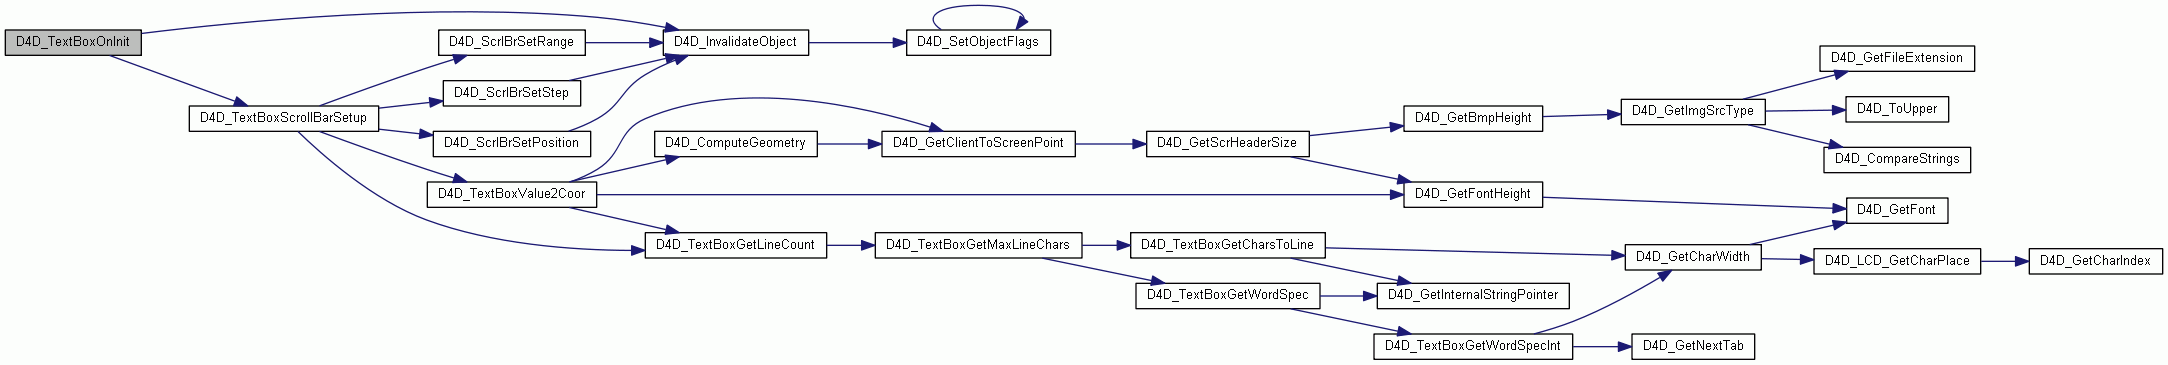 D4D_TextBoxOnInit
D4D_TextBoxScrollBarSetup
D4D_ScrlBrSetRange
D4D_ScrlBrSetStep
D4D_ScrlBrSetPosition
D4D_TextBoxValue2Coor
D4D_InvalidateObject
D4D_ComputeGeometry
D4D_TextBoxGetLineCount
D4D_SetObjectFlags
D4D_GetClientToScreenPoint
D4D_TextBoxGetMaxLineChars
D4D_GetScrHeaderSize
D4D_TextBoxGetCharsToLine
D4D_TextBoxGetWordSpec
D4D_GetBmpHeight
D4D_GetFontHeight
D4D_GetInternalStringPointer
D4D_TextBoxGetWordSpecInt
D4D_GetImgSrcType
D4D_GetCharWidth
D4D_GetNextTab
D4D_GetFileExtension
D4D_ToUpper
D4D_CompareStrings
D4D_GetFont
D4D_LCD_GetCharPlace
D4D_GetCharIndex